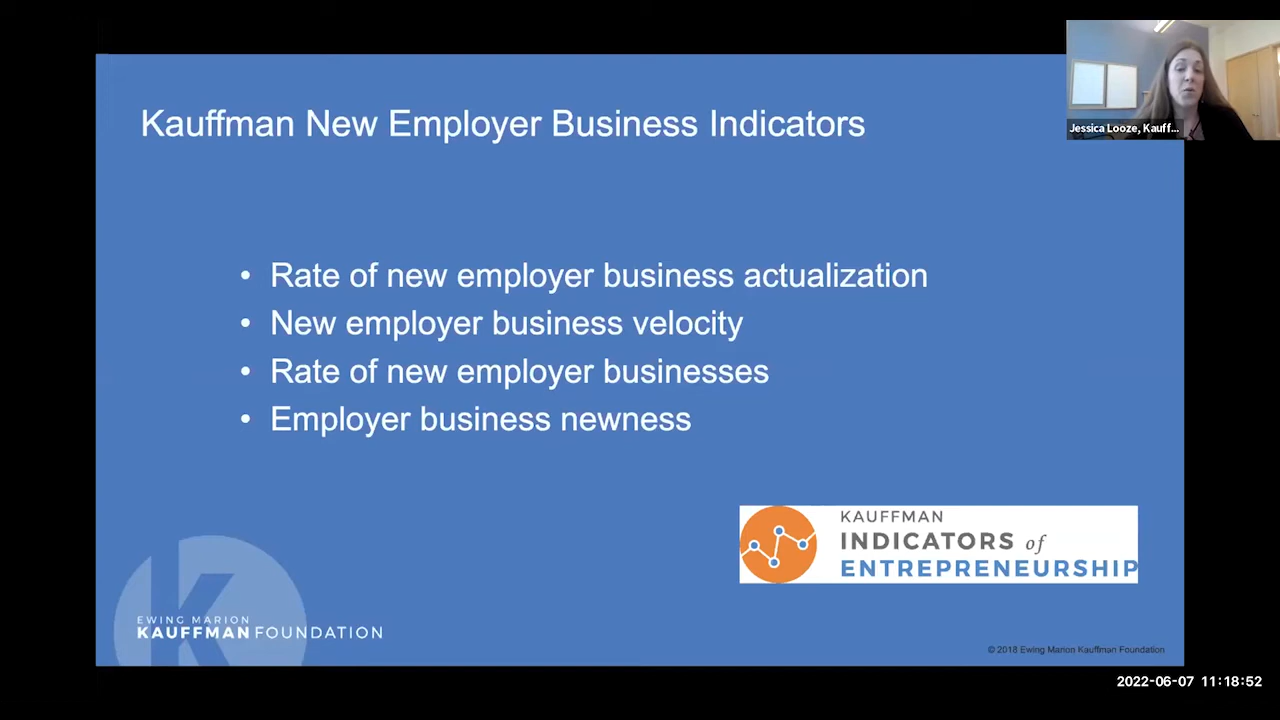 Kauffman New Employer Business Indicators
Jessica Looze, Kauff...
• Rate of new employer business actualization
• New employer business velocity
• Rate of new employer businesses
• Employer business newness
KAUFFMAN
INDICATORS of
ENTREPRENEURSHIP
EWING MARION
KAUFFMAN FOUNDATION
© 2018 Ewing Marion Kauffman Foundation
2022-06-07 11:18:52